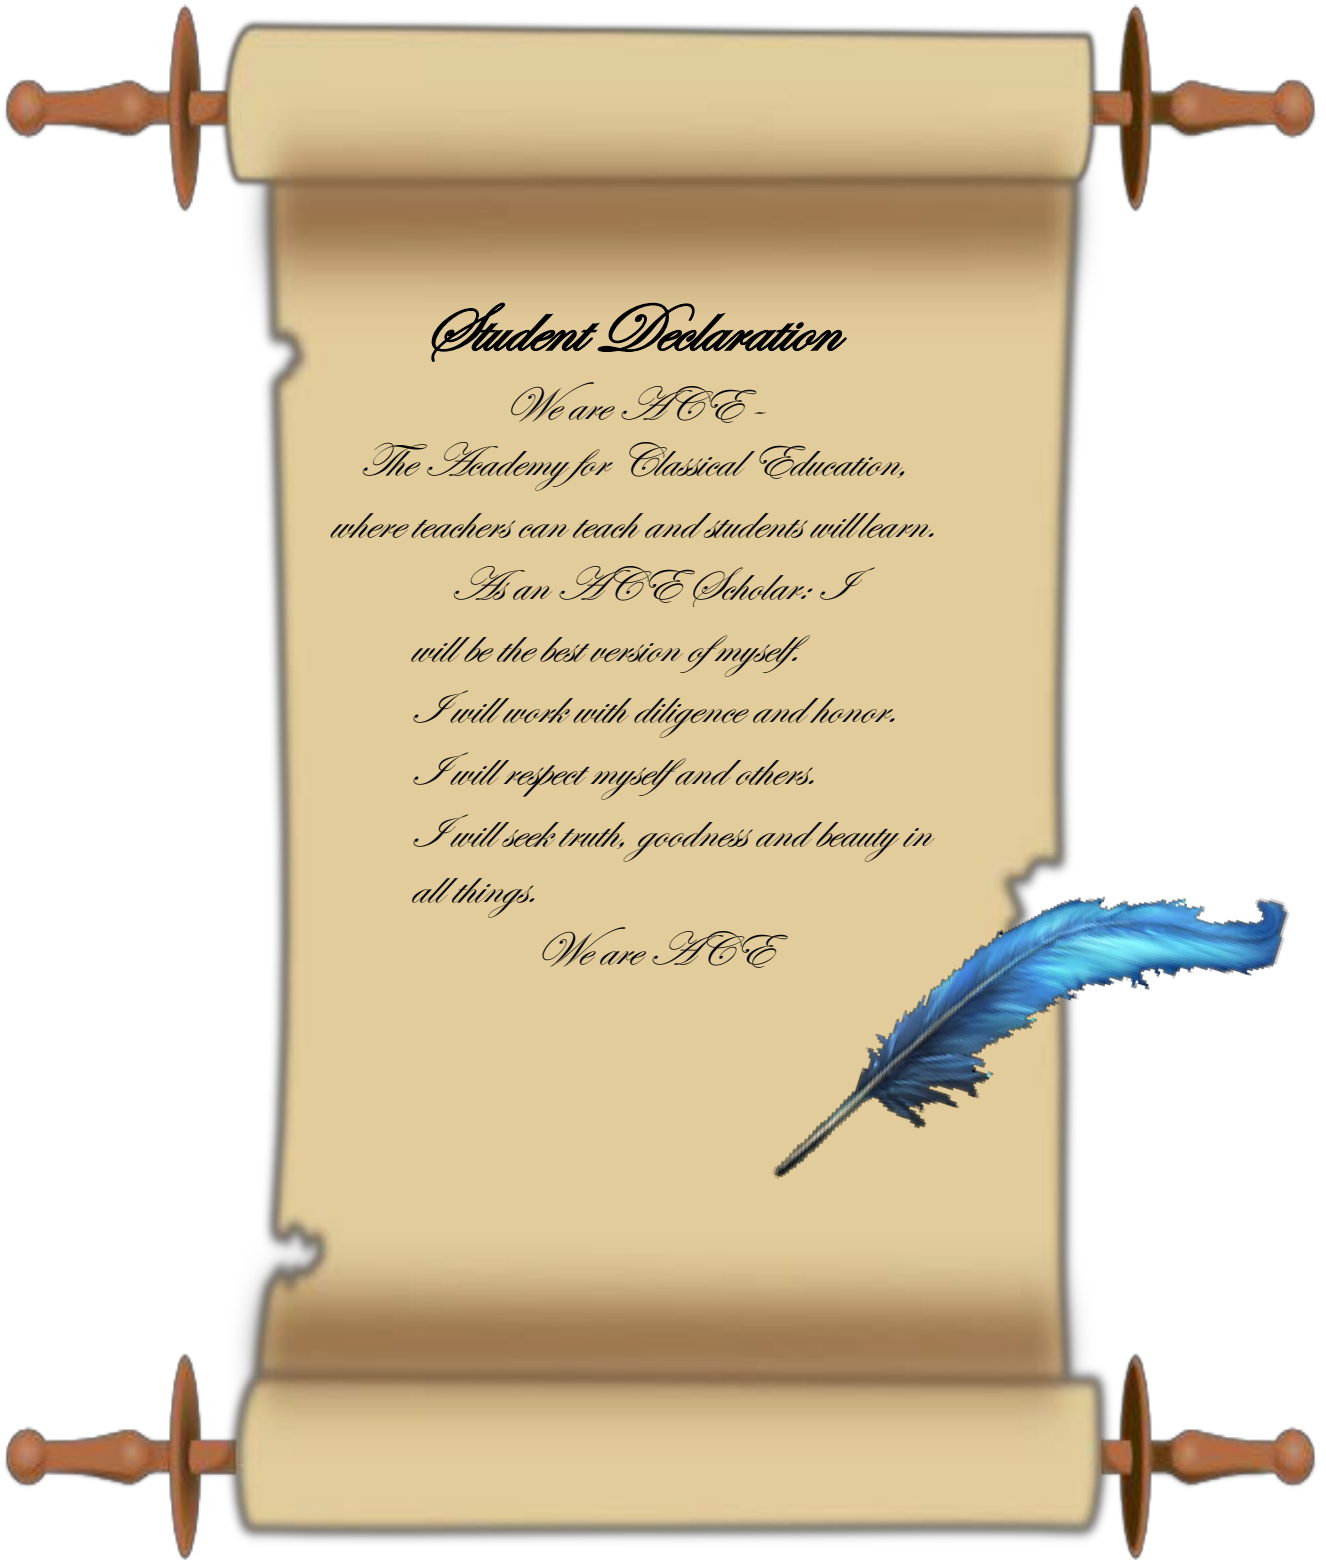 Student Declaration
We are ACE -
The Academy for Classical Education,
where teachers can teach and students will learn.
As an ACE Scholar: I
will be the best version of myself.
I will work with diligence and honor.
I will respect myself and others.
I will seek truth, goodness and beauty in
all things.
We are ACE